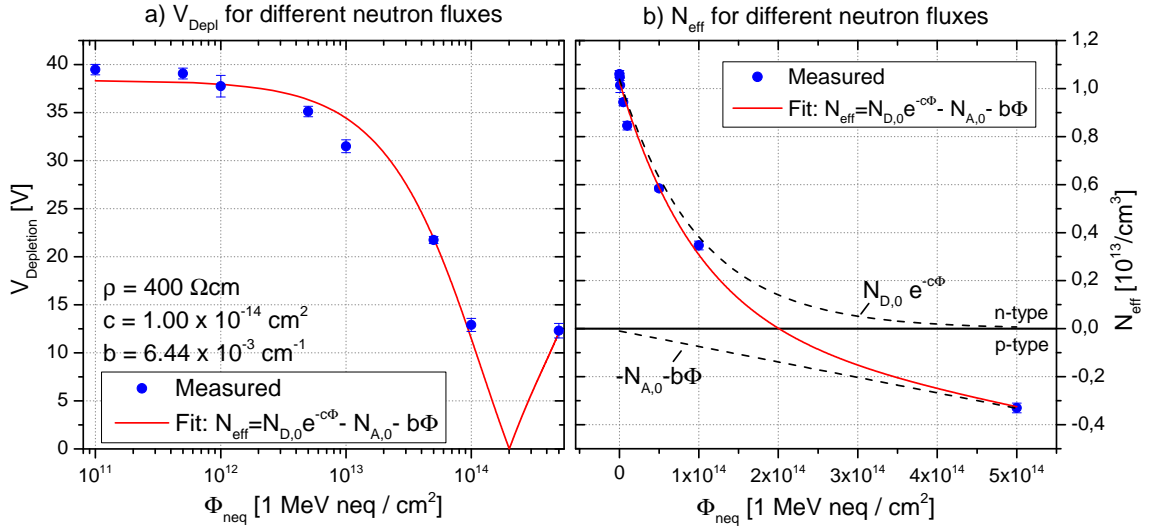 a) V_Depl for different neutron fluxes
40
35
30
25
20
15
10
5
0
V_Depletion [V]
ρ = 400 Ωcm
c = 1.00 x 10^-14 cm^2
b = 6.44 x 10^-3 cm^-1
Measured
Fit: N_eff=N_D,0 e^-cΦ- N_A,0- bΦ
10^11
10^12
10^13
10^14
Φ_neq [1 MeV neq / cm^2]
b) N_eff for different neutron fluxes
Measured
Fit: N_eff=N_D,0 e^-cΦ- N_A,0- bΦ
N_D,0 e^-cΦ
n-type
p-type
-N_A,0-bΦ
1,2
1,0
0,8
0,6
0,4
0,2
0,0
-0,2
-0,4
N_eff [10^13/cm^3]
0
1x10^14
2x10^14
3x10^14
4x10^14
5x10^14
Φ_neq [1 MeV neq / cm^2]